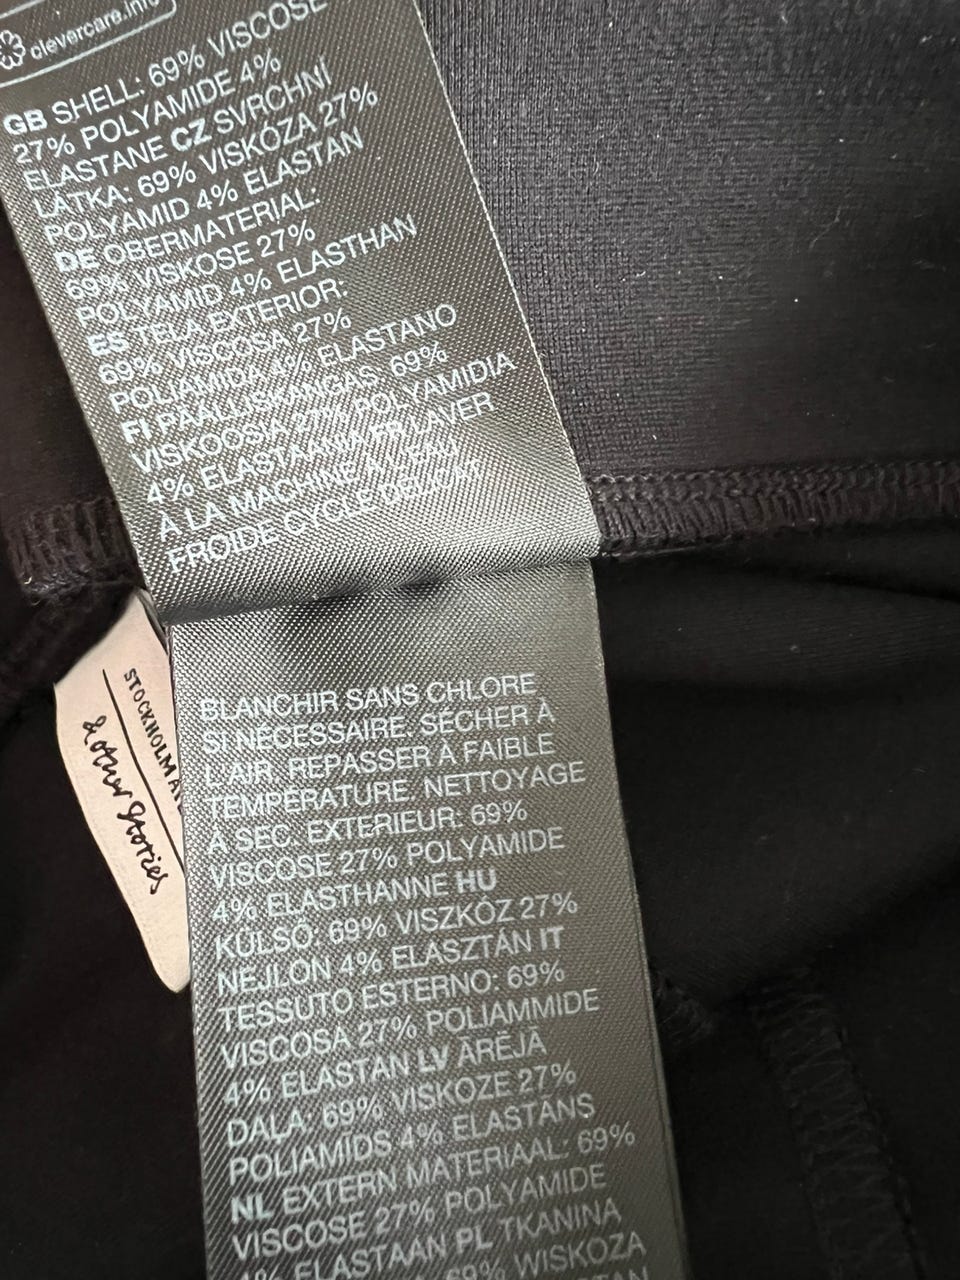 clevercare.info
GB SHELL: 69% VISCOSE
27% POLYAMIDE 4%
ELASTANE CZ SVRCHNÍ
LÁTKA: 69% VISKÓZA 27%
POLYAMID 4% ELASTAN
DE OBERMATERIAL:
69% VISKOSE 27%
POLYAMID 4% ELASTHAN
ES TELA EXTERIOR:
69% VISCOSA 27%
POLIAMIDA 4% ELASTANO
FI PÄÄLLISKANGAS: 69%
VISKOOSIA 27% POLYAMIDIA
4% ELASTAANIA FR LAVER
À LA MACHINE À L'EAU
FROIDE CYCLE DÉLICAT.
BLANCHIR SANS CHLORE
SI NÉCESSAIRE. SÉCHER À
L'AIR. REPASSER À FAIBLE
TEMPÉRATURE. NETTOYAGE
À SEC. EXTÉRIEUR: 69%
VISCOSE 27% POLYAMIDE
4% ELASTHANNE HU
KÜLSŐ: 69% VISZKÓZ 27%
NEJLON 4% ELASZTÁN IT
TESSUTO ESTERNO: 69%
VISCOSA 27% POLIAMMIDE
4% ELASTAN LV ĀRĒJĀ
DAĻA: 69% VISKOZE 27%
POLIAMĪDS 4% ELASTĀNS
NL EXTERN MATERIAAL: 69%
VISCOSE 27% POLYAMIDE
4% ELASTAAN PL TKANINA
69% WISKOZA
STOCKHOLM
& other Stories